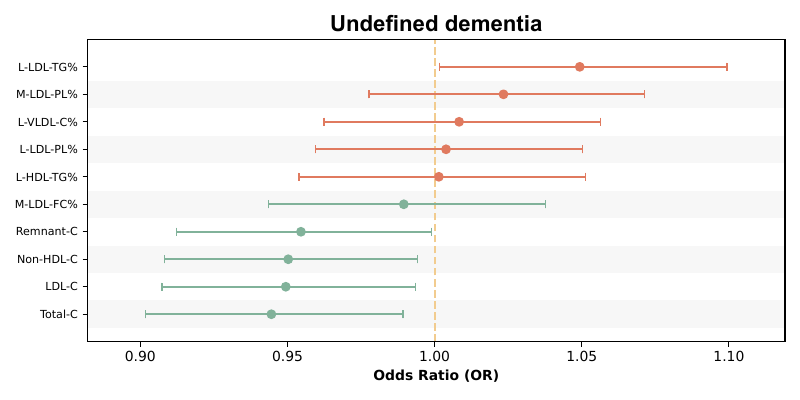 Undefined dementia
L-LDL-TG%
M-LDL-PL%
L-VLDL-C%
L-LDL-PL%
L-HDL-TG%
M-LDL-FC%
Remnant-C
Non-HDL-C
LDL-C
Total-C
0.90 0.95 1.00 1.05 1.10
Odds Ratio (OR)